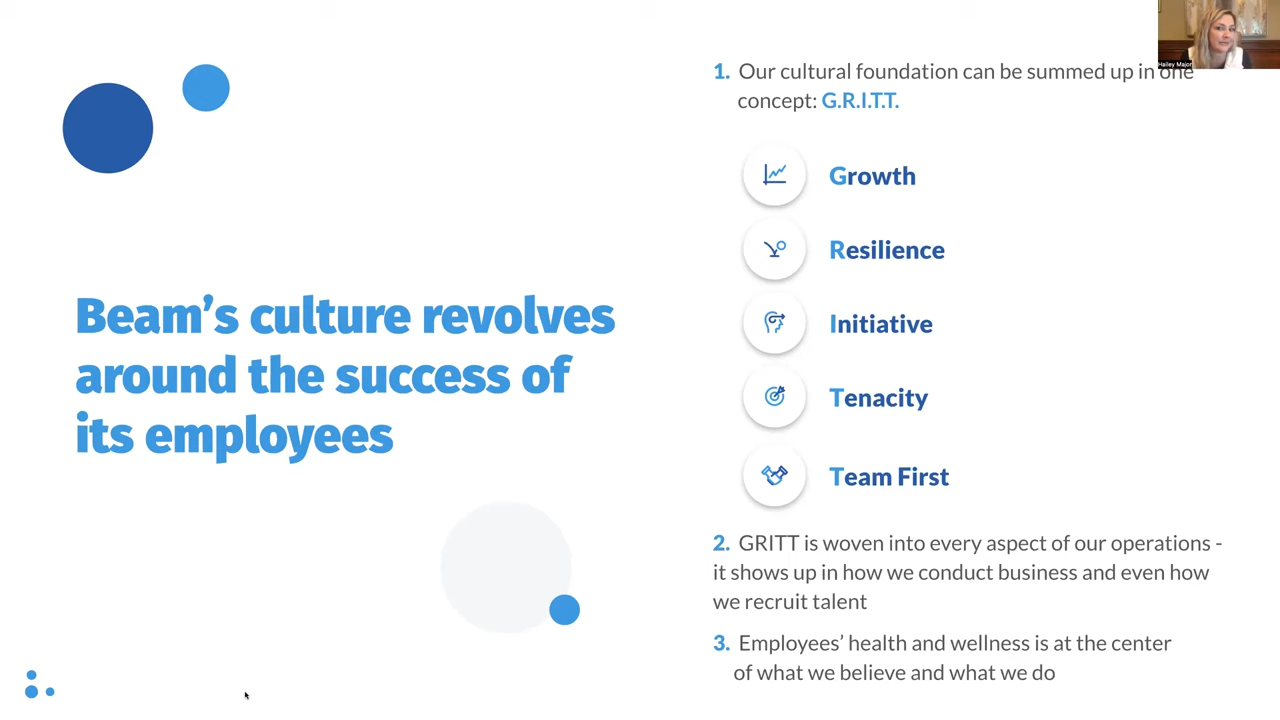 Beam's culture revolves
around the success of
its employees
1. Our cultural foundation can be summed up in one
concept: G.R.I.T.T.
Growth
Resilience
Initiative
Tenacity
Team First
2. GRITT is woven into every aspect of our operations -
it shows up in how we conduct business and even how
we recruit talent
3. Employees' health and wellness is at the center
of what we believe and what we do
Hailey Major